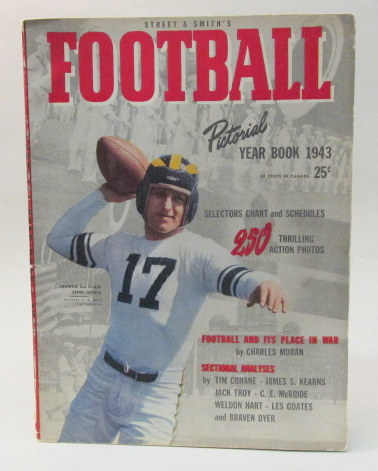 STREET & SMITH'S
FOOTBALL
Pictorial
YEAR BOOK 1943
25¢
SELECTORS CHART and SCHEDULES
250 THRILLING
ACTION PHOTOS
17
FOOTBALL AND ITS PLACE IN WAR
by CHARLES MORAN
SECTIONAL ANALYSES
by TIM COHANE - JAMES S. KEARNS
JACK TROY - C. E. McBRIDE
WELDON HART - LES GOATES
and BRAVEN DYER